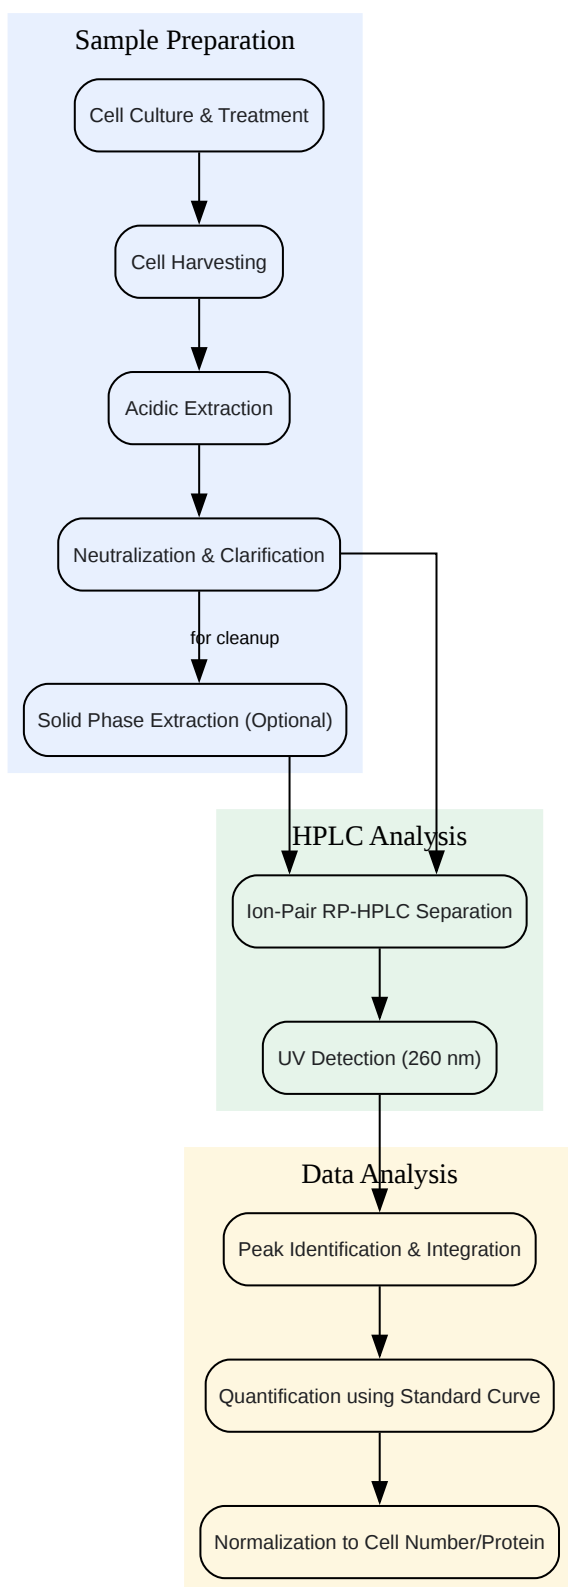 Sample Preparation
Cell Culture & Treatment
Cell Harvesting
Acidic Extraction
Neutralization & Clarification
for cleanup
Solid Phase Extraction (Optional)
HPLC Analysis
Ion-Pair RP-HPLC Separation
UV Detection (260 nm)
Data Analysis
Peak Identification & Integration
Quantification using Standard Curve
Normalization to Cell Number/Protein